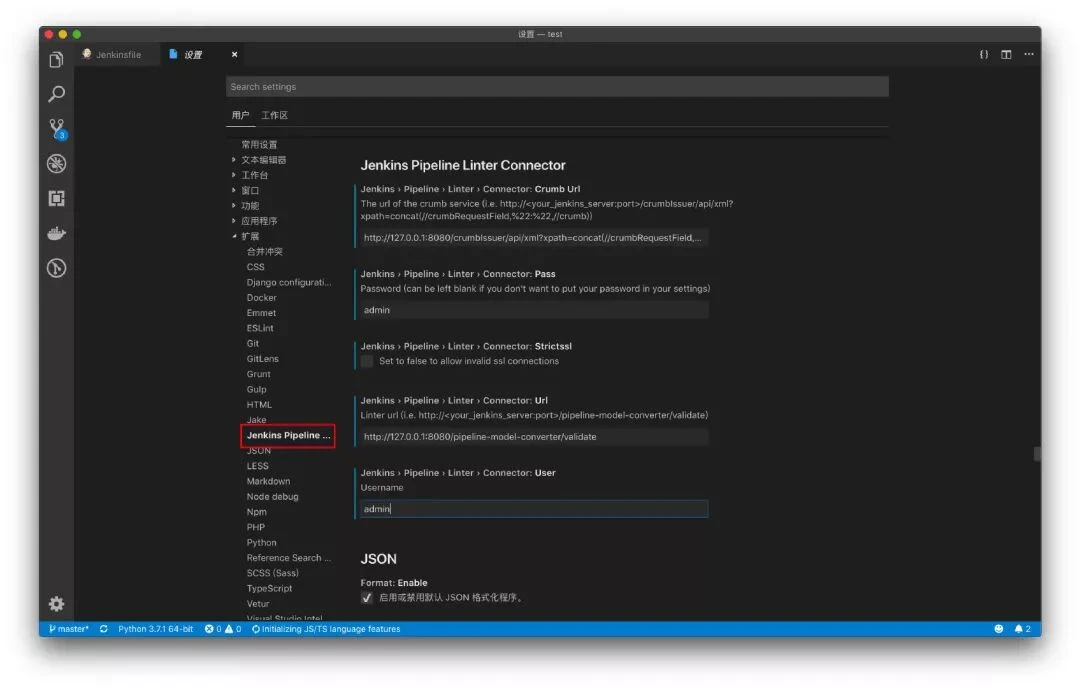 设置 — test
Jenkinsfile
设置
Search settings
用户 工作区
常用设置
文本编辑器
工作台
窗口
功能
应用程序
扩展
合并冲突
CSS
Django configurati...
Docker
Emmet
ESLint
Git
GitLens
Grunt
Gulp
HTML
Jake
Jenkins Pipeline ...
JSON
LESS
Markdown
Node debug
Npm
PHP
Python
Reference Search ...
SCSS (Sass)
TypeScript
Vetur
Visual Studio Intel
Jenkins Pipeline Linter Connector
Jenkins › Pipeline › Linter › Connector: Crumb Url
The url of the crumb service (i.e. http://<your_jenkins_server:port>/crumbIssuer/api/xml?
xpath=concat(//crumbRequestField,%22:%22,//crumb))
http://127.0.0.1:8080/crumbIssuer/api/xml?xpath=concat(//crumbRequestField,...
Jenkins › Pipeline › Linter › Connector: Pass
Password (can be left blank if you don't want to put your password in your settings)
admin
Jenkins › Pipeline › Linter › Connector: Strictssl
Set to false to allow invalid ssl connections
Jenkins › Pipeline › Linter › Connector: Url
Linter url (i.e. http://<your_jenkins_server:port>/pipeline-model-converter/validate)
http://127.0.0.1:8080/pipeline-model-converter/validate
Jenkins › Pipeline › Linter › Connector: User
Username
admin
JSON
Format: Enable
启用或禁用默认 JSON 格式化程序。
3
master* Python 3.7.1 64-bit 0 0 Initializing JS/TS language features 2